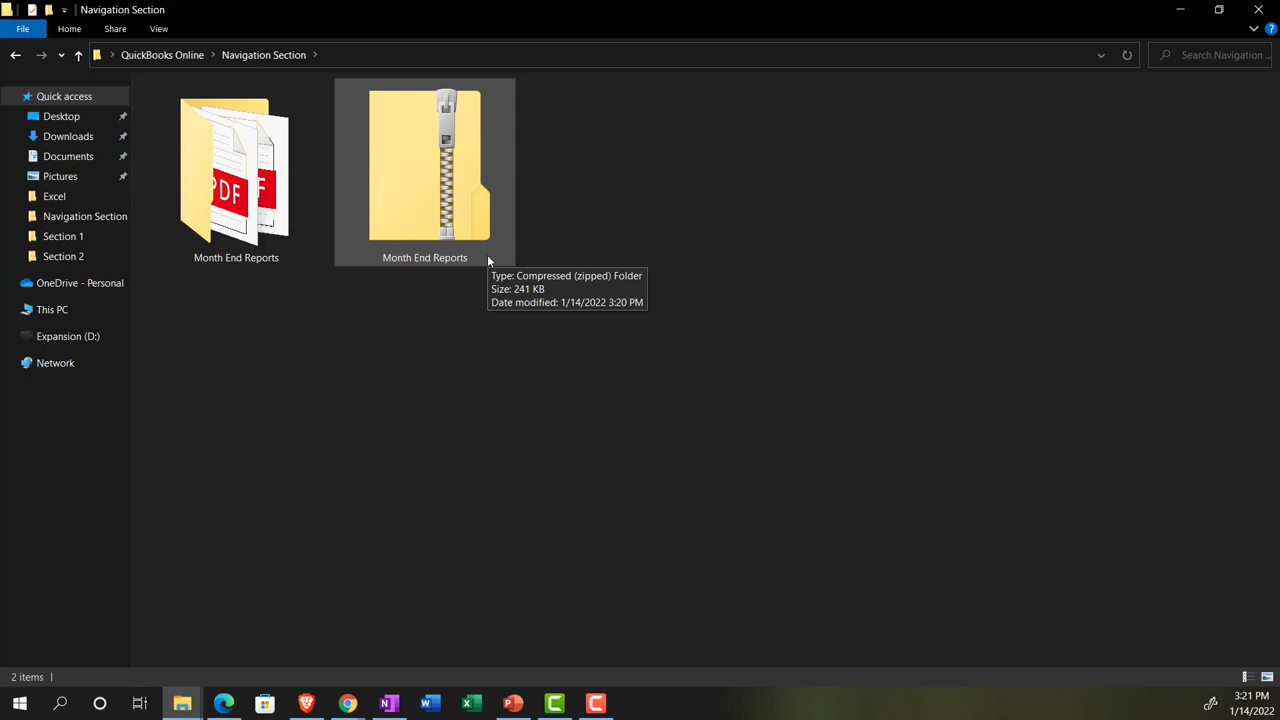 Navigation Section
File
Home
Share
View
QuickBooks Online
Navigation Section
Search Navigation ...
Quick access
Desktop
Downloads
Documents
Pictures
Excel
Navigation Section
Section 1
Section 2
OneDrive - Personal
This PC
Expansion (D:)
Network
PDF
F
Month End Reports
Month End Reports
Type: Compressed (zipped) Folder
Size: 241 KB
Date modified: 1/14/2022 3:20 PM
2 items
3:21 PM
1/14/2022